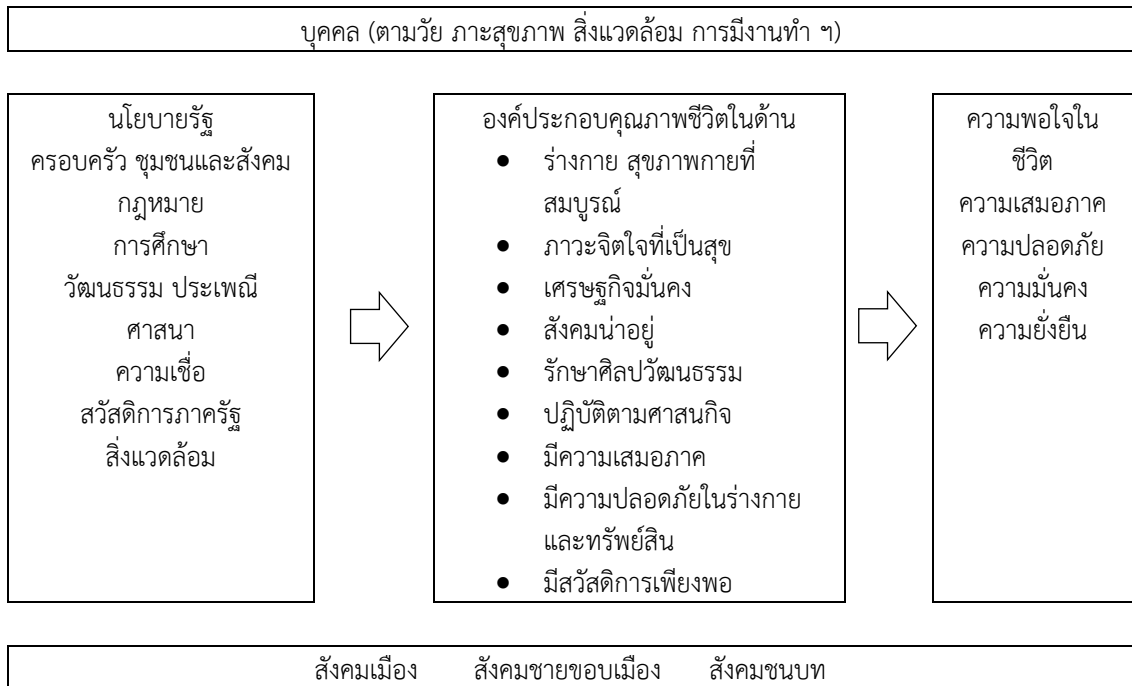 บุคคล (ตามวัย ภาะสุขภาพ สิ่งแวดล้อม การมีงานทำ ฯ)
นโยบายรัฐ
ครอบครัว ชุมชนและสังคม
กฎหมาย
การศึกษา
วัฒนธรรม ประเพณี
ศาสนา
ความเชื่อ
สวัสดิการภาครัฐ
สิ่งแวดล้อม
องค์ประกอบคุณภาพชีวิตในด้าน
● ร่างกาย สุขภาพกายที่
สมบูรณ์
● ภาวะจิตใจที่เป็นสุข
● เศรษฐกิจมั่นคง
● สังคมน่าอยู่
● รักษาศิลปวัฒนธรรม
● ปฏิบัติตามศาสนกิจ
● มีความเสมอภาค
● มีความปลอดภัยในร่างกาย
และทรัพย์สิน
● มีสวัสดิการเพียงพอ
ความพอใจใน
ชีวิต
ความเสมอภาค
ความปลอดภัย
ความมั่นคง
ความยั่งยืน
สังคมเมือง สังคมชายขอบเมือง สังคมชนบท